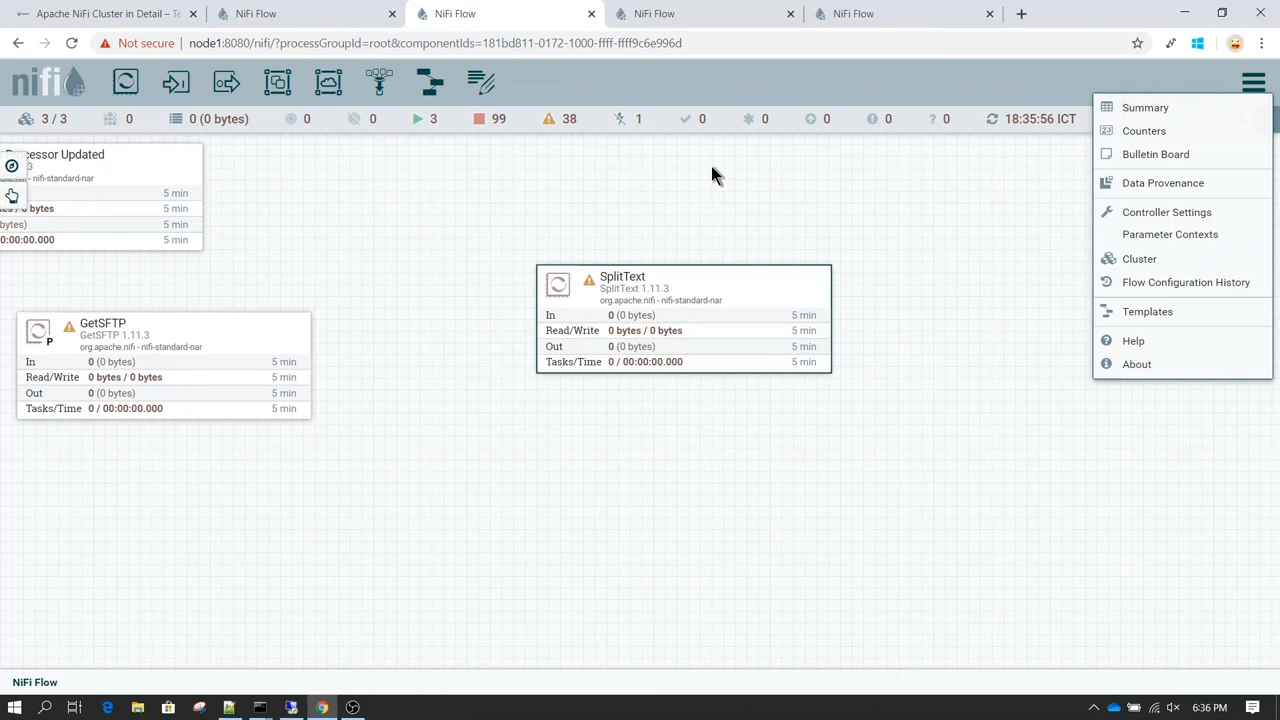 Apache NiFi Cluster in Detail – Te
NiFi Flow
NiFi Flow
NiFi Flow
NiFi Flow
Not secure
node1:8080/nifi/?processGroupId=root&componentIds=181bd811-0172-1000-ffff-ffff9c6e996d
nifi
3 / 3
0
0 (0 bytes)
0
0
3
99
38
1
0
0
0
0
0
18:35:56 ICT
Summary
Counters
Bulletin Board
Data Provenance
Controller Settings
Parameter Contexts
Cluster
Flow Configuration History
Templates
Help
About
Processor Updated
nifi-standard-nar
5 min
0 bytes
5 min
bytes)
5 min
0:00:00.000
5 min
GetSFTP
GetSFTP 1.11.3
org.apache.nifi - nifi-standard-nar
P
In 0 (0 bytes) 5 min
Read/Write 0 bytes / 0 bytes 5 min
Out 0 (0 bytes) 5 min
Tasks/Time 0 / 00:00:00.000 5 min
SplitText
SplitText 1.11.3
org.apache.nifi - nifi-standard-nar
In 0 (0 bytes) 5 min
Read/Write 0 bytes / 0 bytes 5 min
Out 0 (0 bytes) 5 min
Tasks/Time 0 / 00:00:00.000 5 min
NiFi Flow
6:36 PM